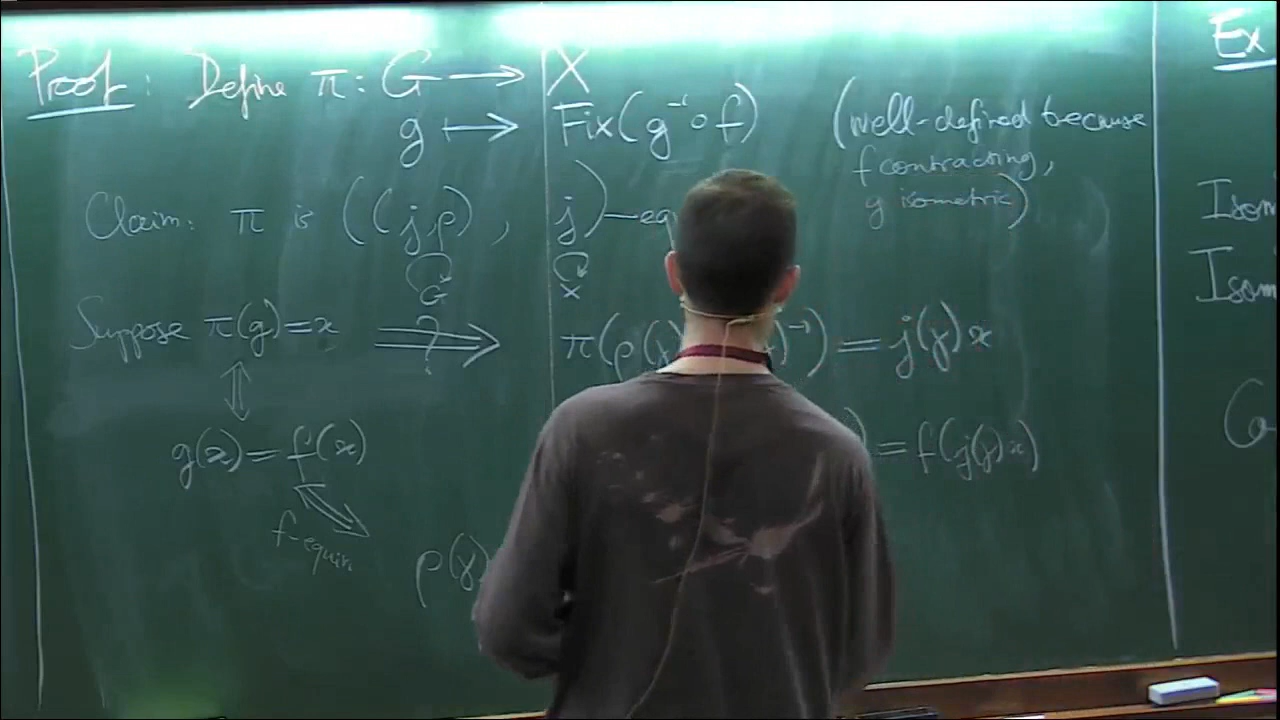 Proof: Define π: G ⟶ X
g ⟼ Fix(g⁻¹∘f) (well-defined because
f contracting,
g isometric)
Claim: π is ((j,ρ), j)–eq
G X
Suppose π(g)=x ⟹ ? π(ρ(γ) )⁻¹) = j(γ)x
⇕
g(x)=f(x) ) = f(j(γ)x)
f-equiv.
ρ(γ)
Ex
Isom
Isom
G